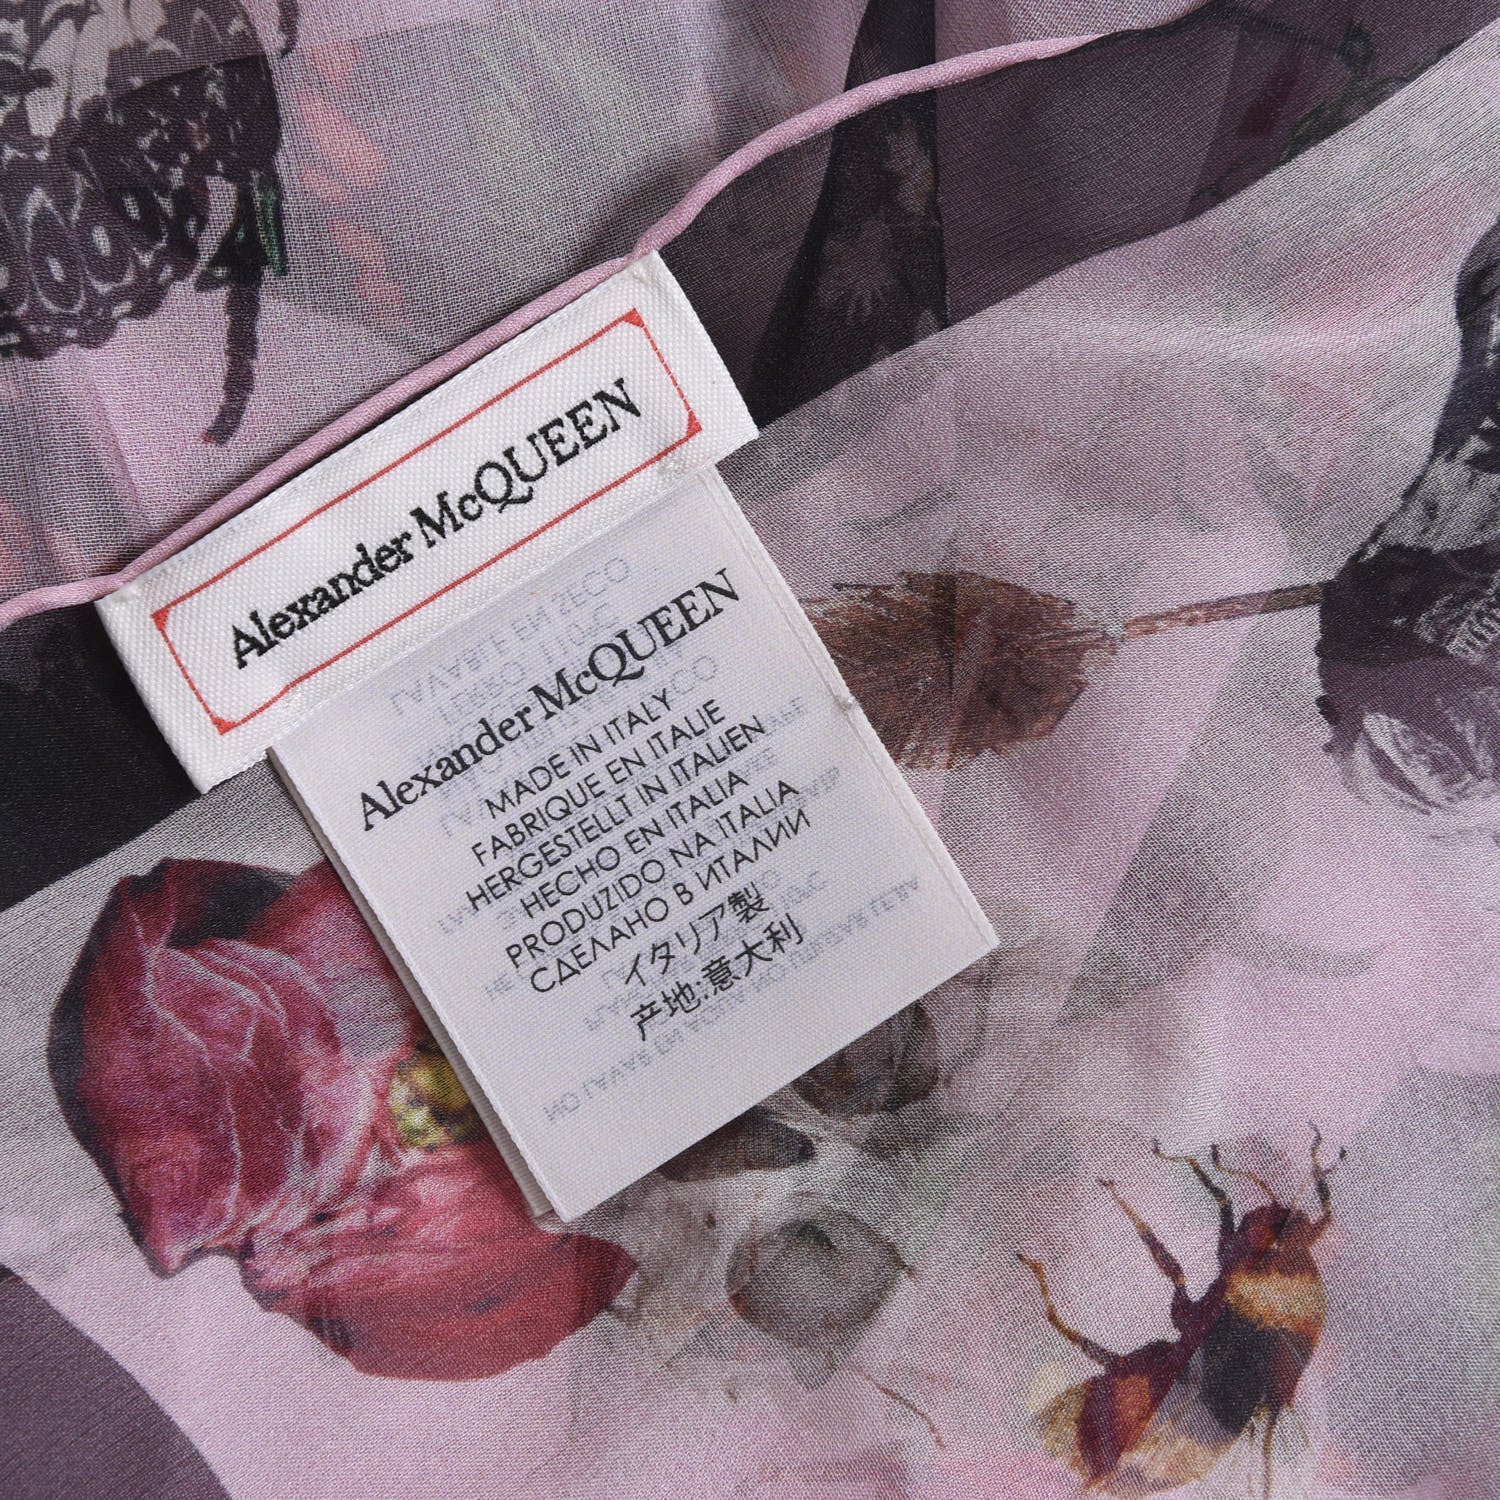 Alexander McQUEEN
Alexander McQUEEN
MADE IN ITALY
FABRIQUE EN ITALIE
HERGESTELLT IN ITALIEN
HECHO EN ITALIA
PRODUZIDO NA ITALIA
СДЕЛАНО В ИТАЛИИ
イタリア製
产地:意大利